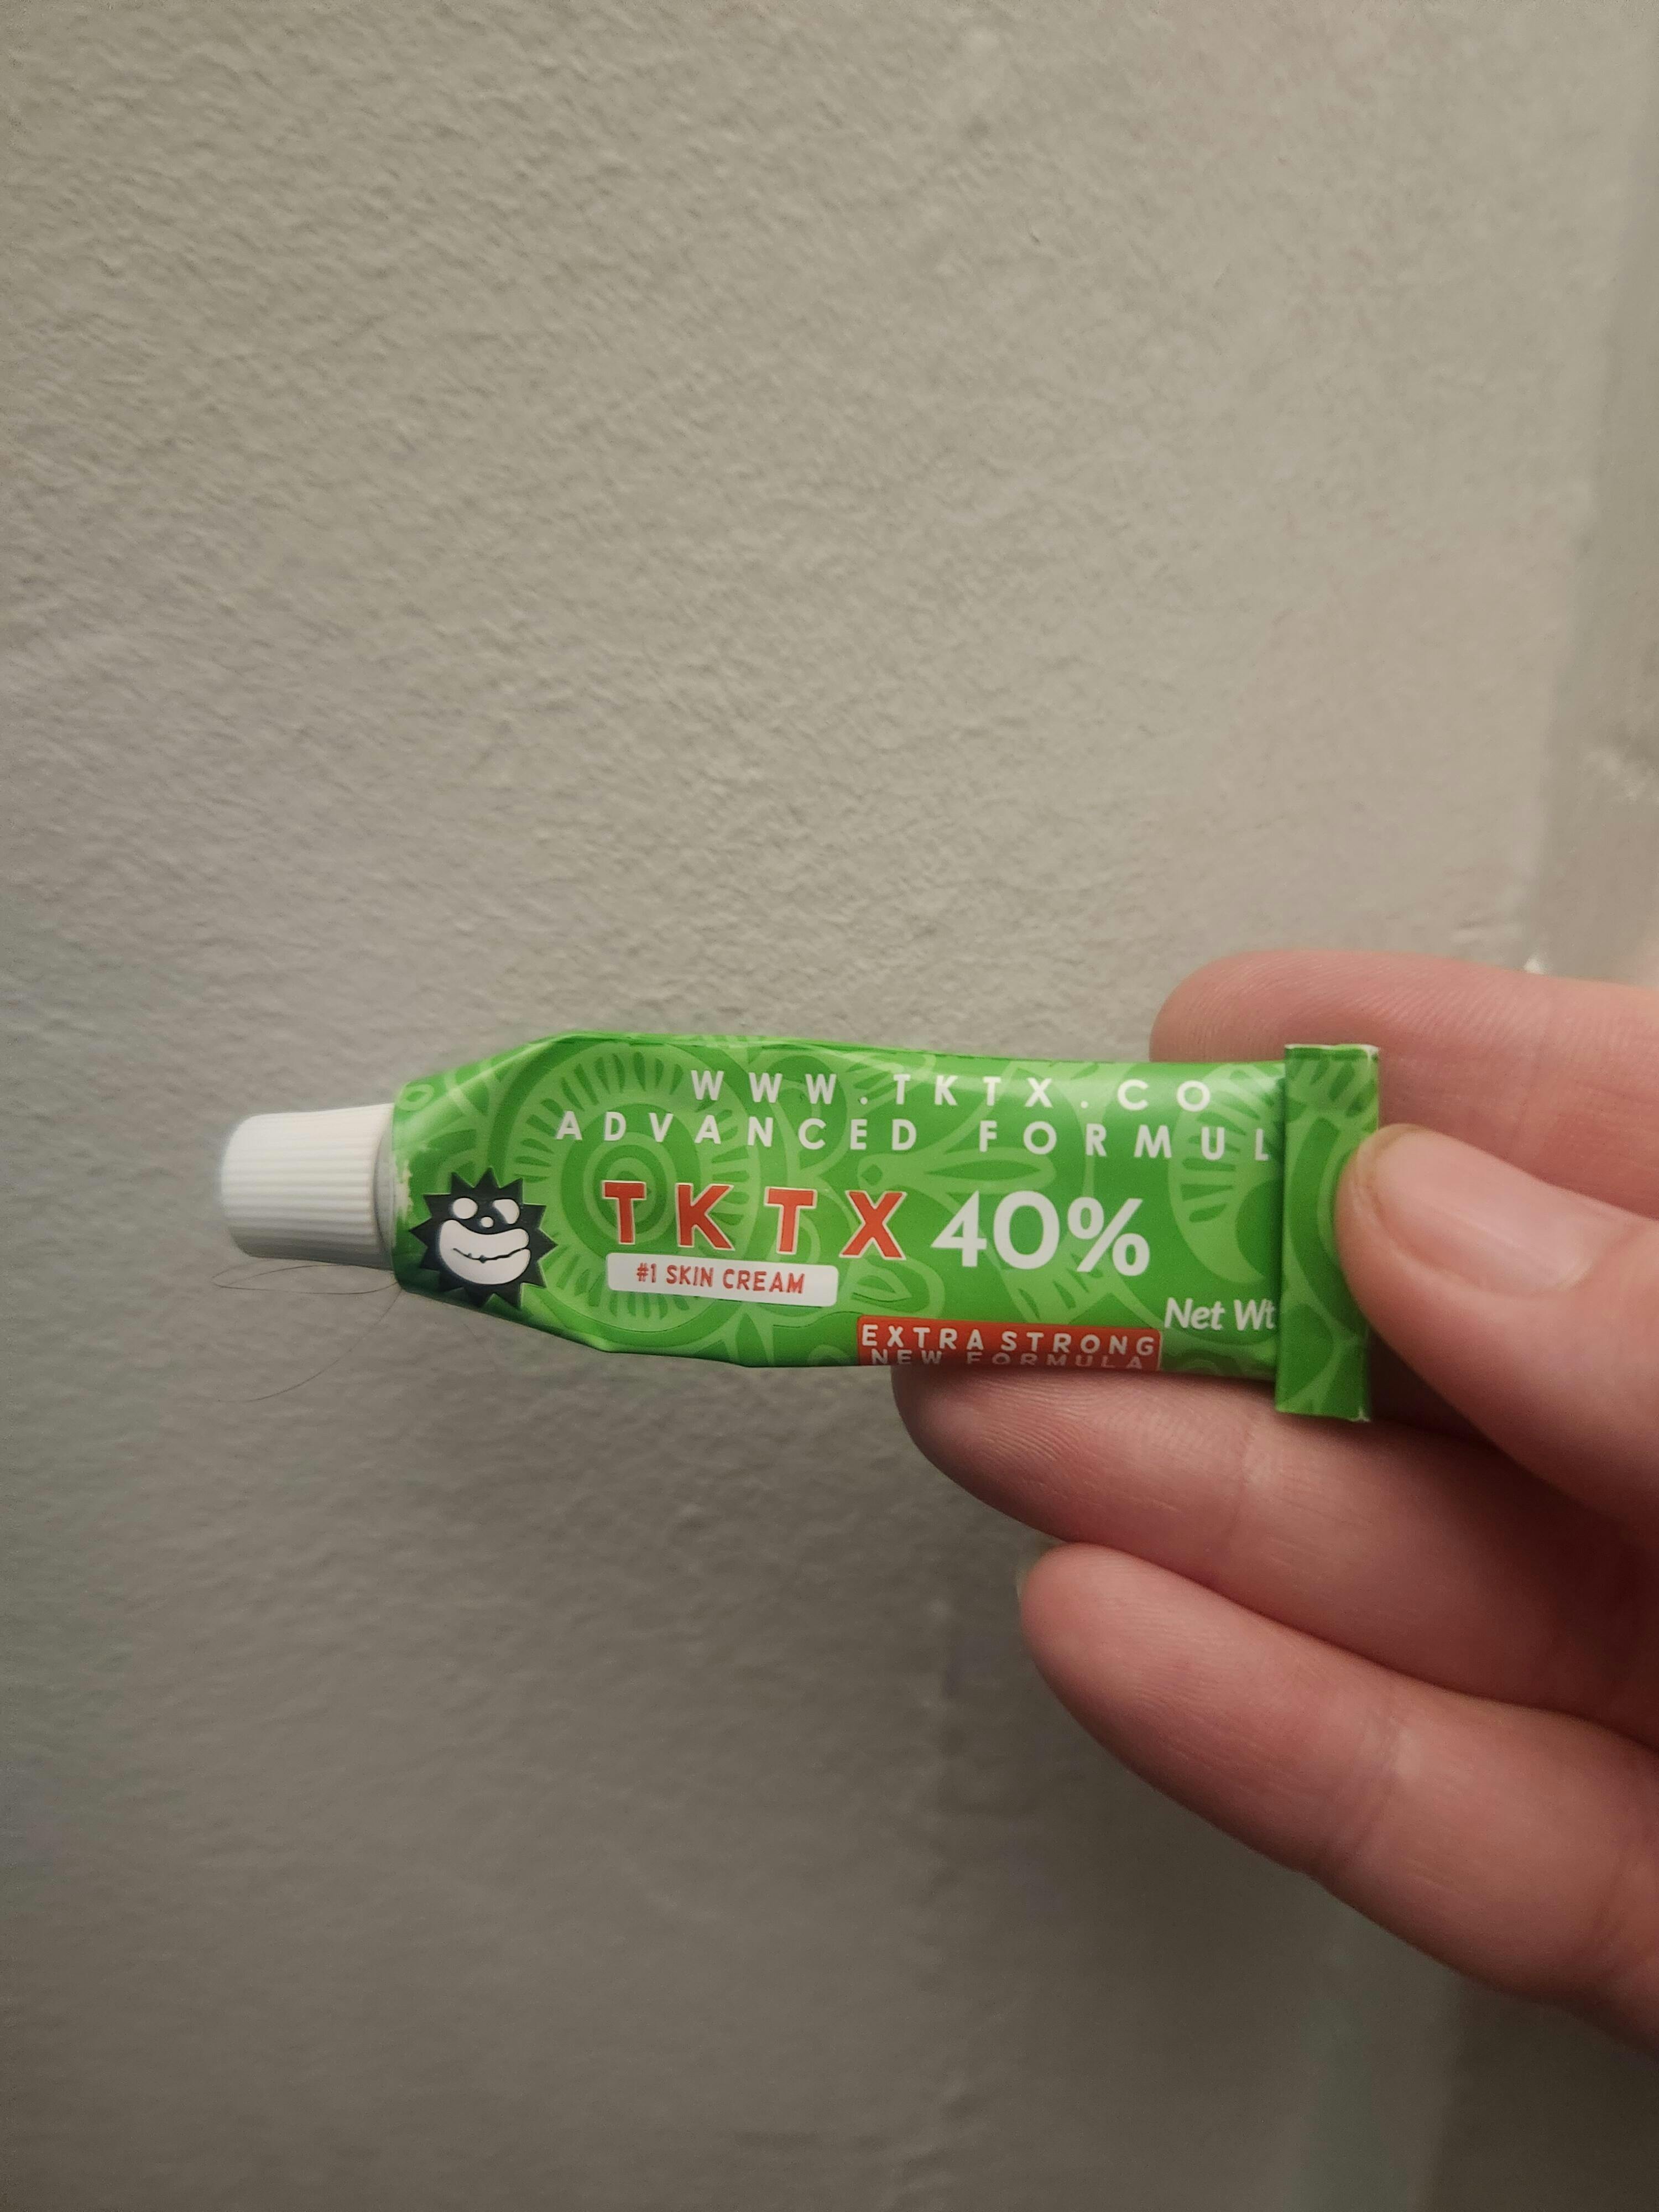 WWW.TKTX.CO
ADVANCED FORMUL
TKTX 40%
#1 SKIN CREAM
Net Wt
EXTRA STRONG
NEW FORMULA